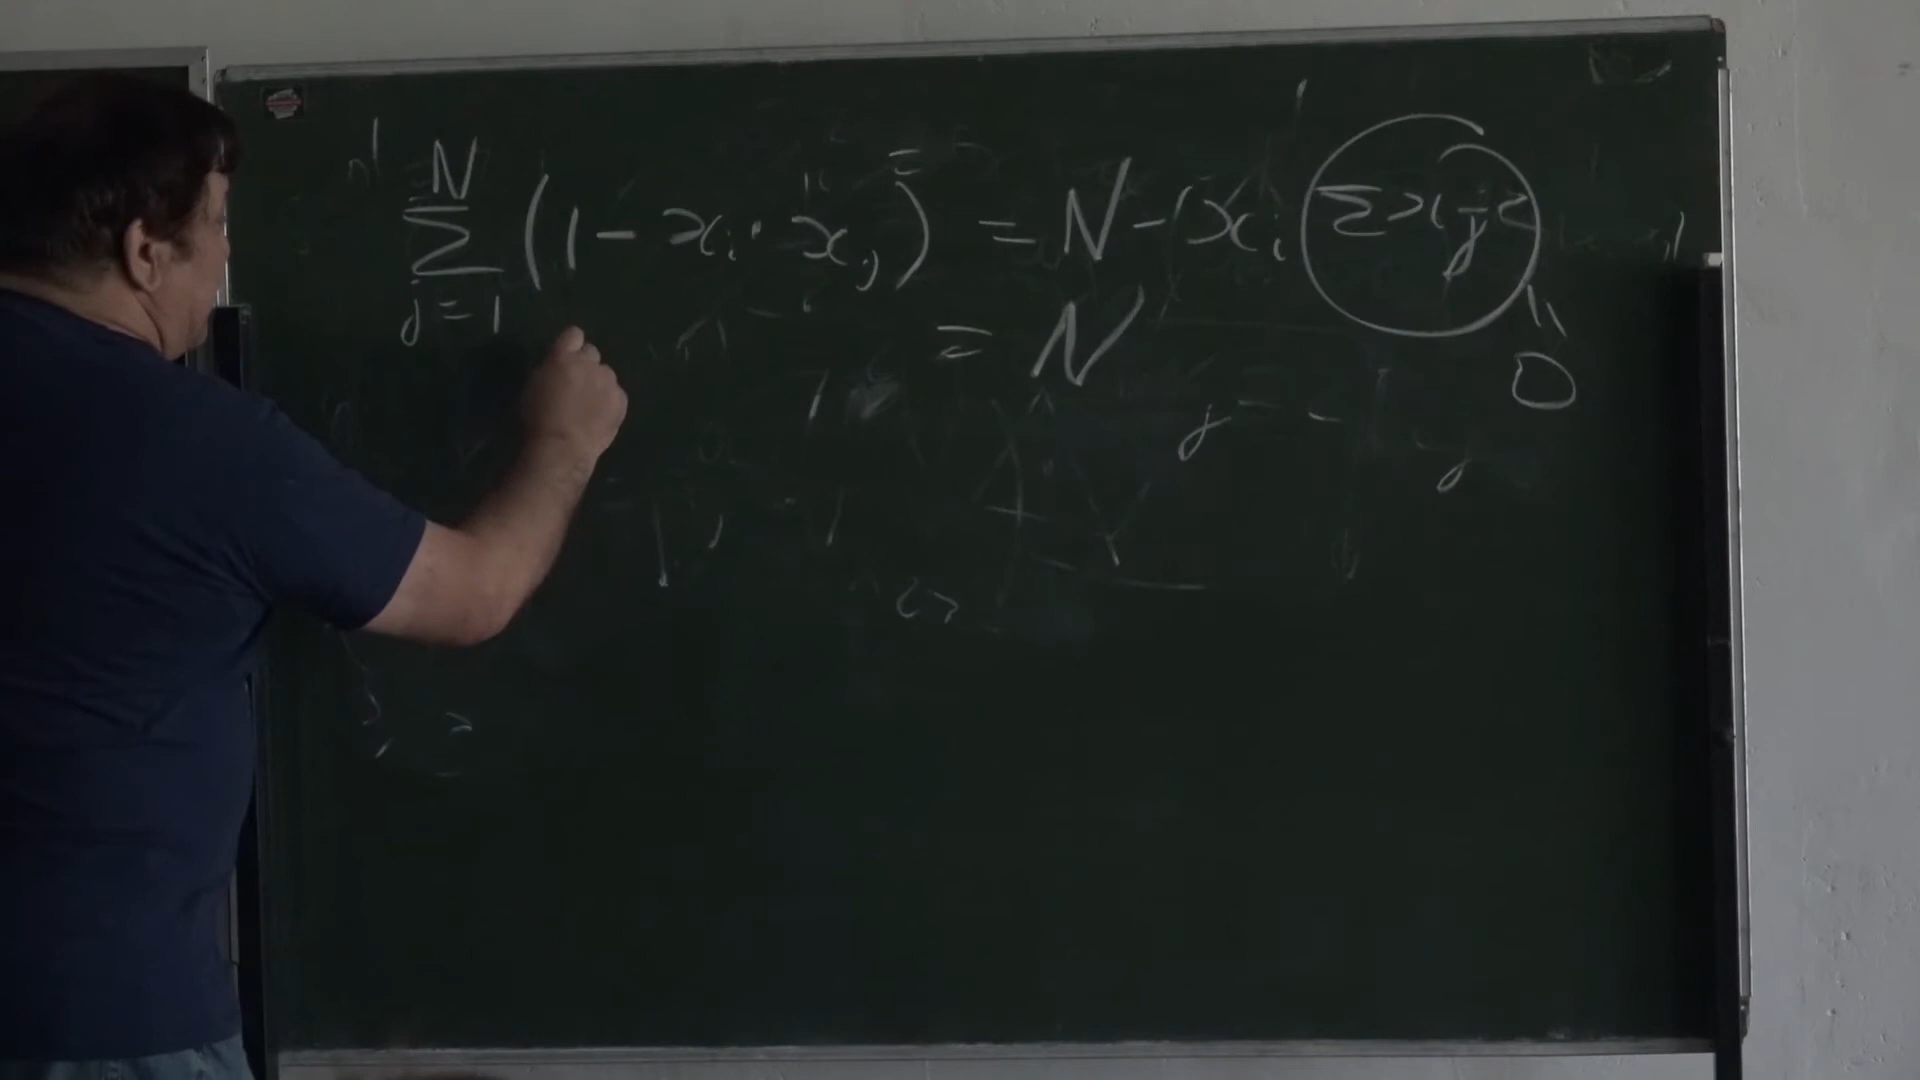 N
∑ (1 - x_i · x_j) = N - (x_i ∑ x_j
j = 1
= N
0